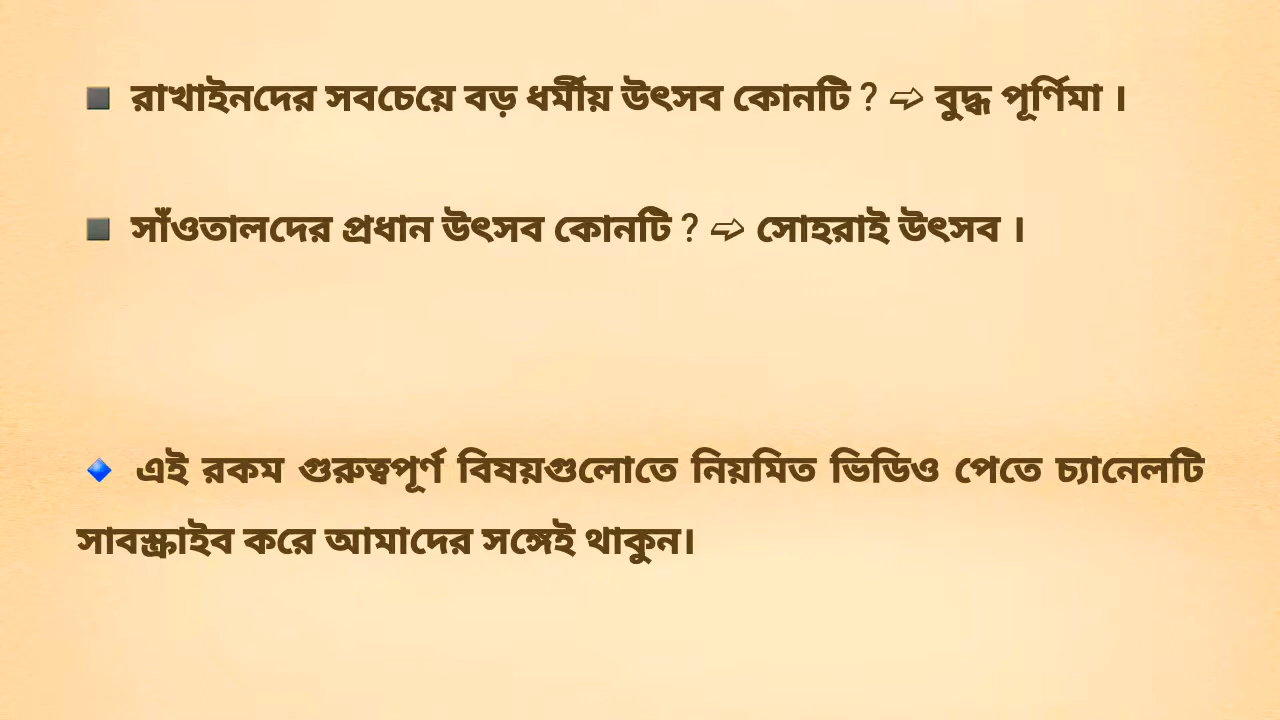 ◾ রাখাইনদের সবচেয়ে বড় ধর্মীয় উৎসব কোনটি ? ➩ বুদ্ধ পূর্ণিমা ।
◾ সাঁওতালদের প্রধান উৎসব কোনটি ? ➩ সোহরাই উৎসব ।
🔹 এই রকম গুরুত্বপূর্ণ বিষয়গুলোতে নিয়মিত ভিডিও পেতে চ্যানেলটি
সাবস্ক্রাইব করে আমাদের সঙ্গেই থাকুন।